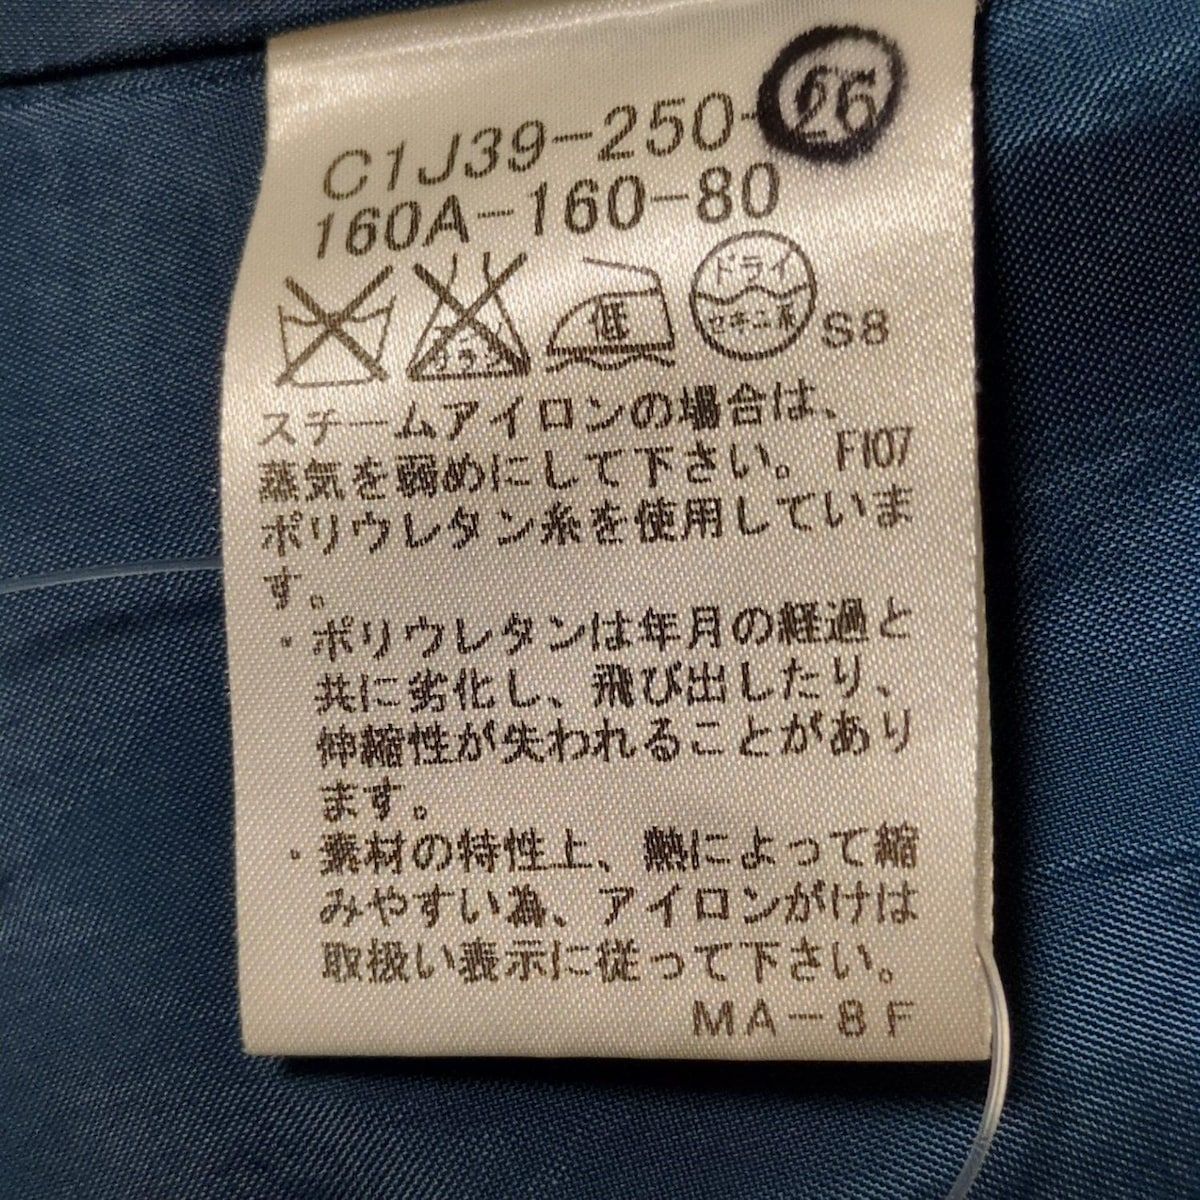 C1J39-250-26
160A-160-80
エンソ サラシ 低 ドライ セキユ系 S8
スチームアイロンの場合は、
蒸気を弱めにして下さい。 F107
ポリウレタン糸を使用していま
す。
・ポリウレタンは年月の経過と
共に劣化し、飛び出したり、
伸縮性が失われることがあり
ます。
・素材の特性上、熱によって縮
みやすい為、アイロンがけは
取扱い表示に従って下さい。
MA-8F